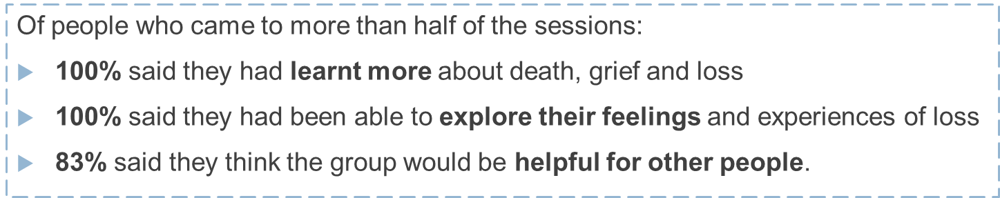 Of people who came to more than half of the sessions:
100% said they had learnt more about death, grief and loss
100% said they had been able to explore their feelings and experiences of loss
83% said they think the group would be helpful for other people.